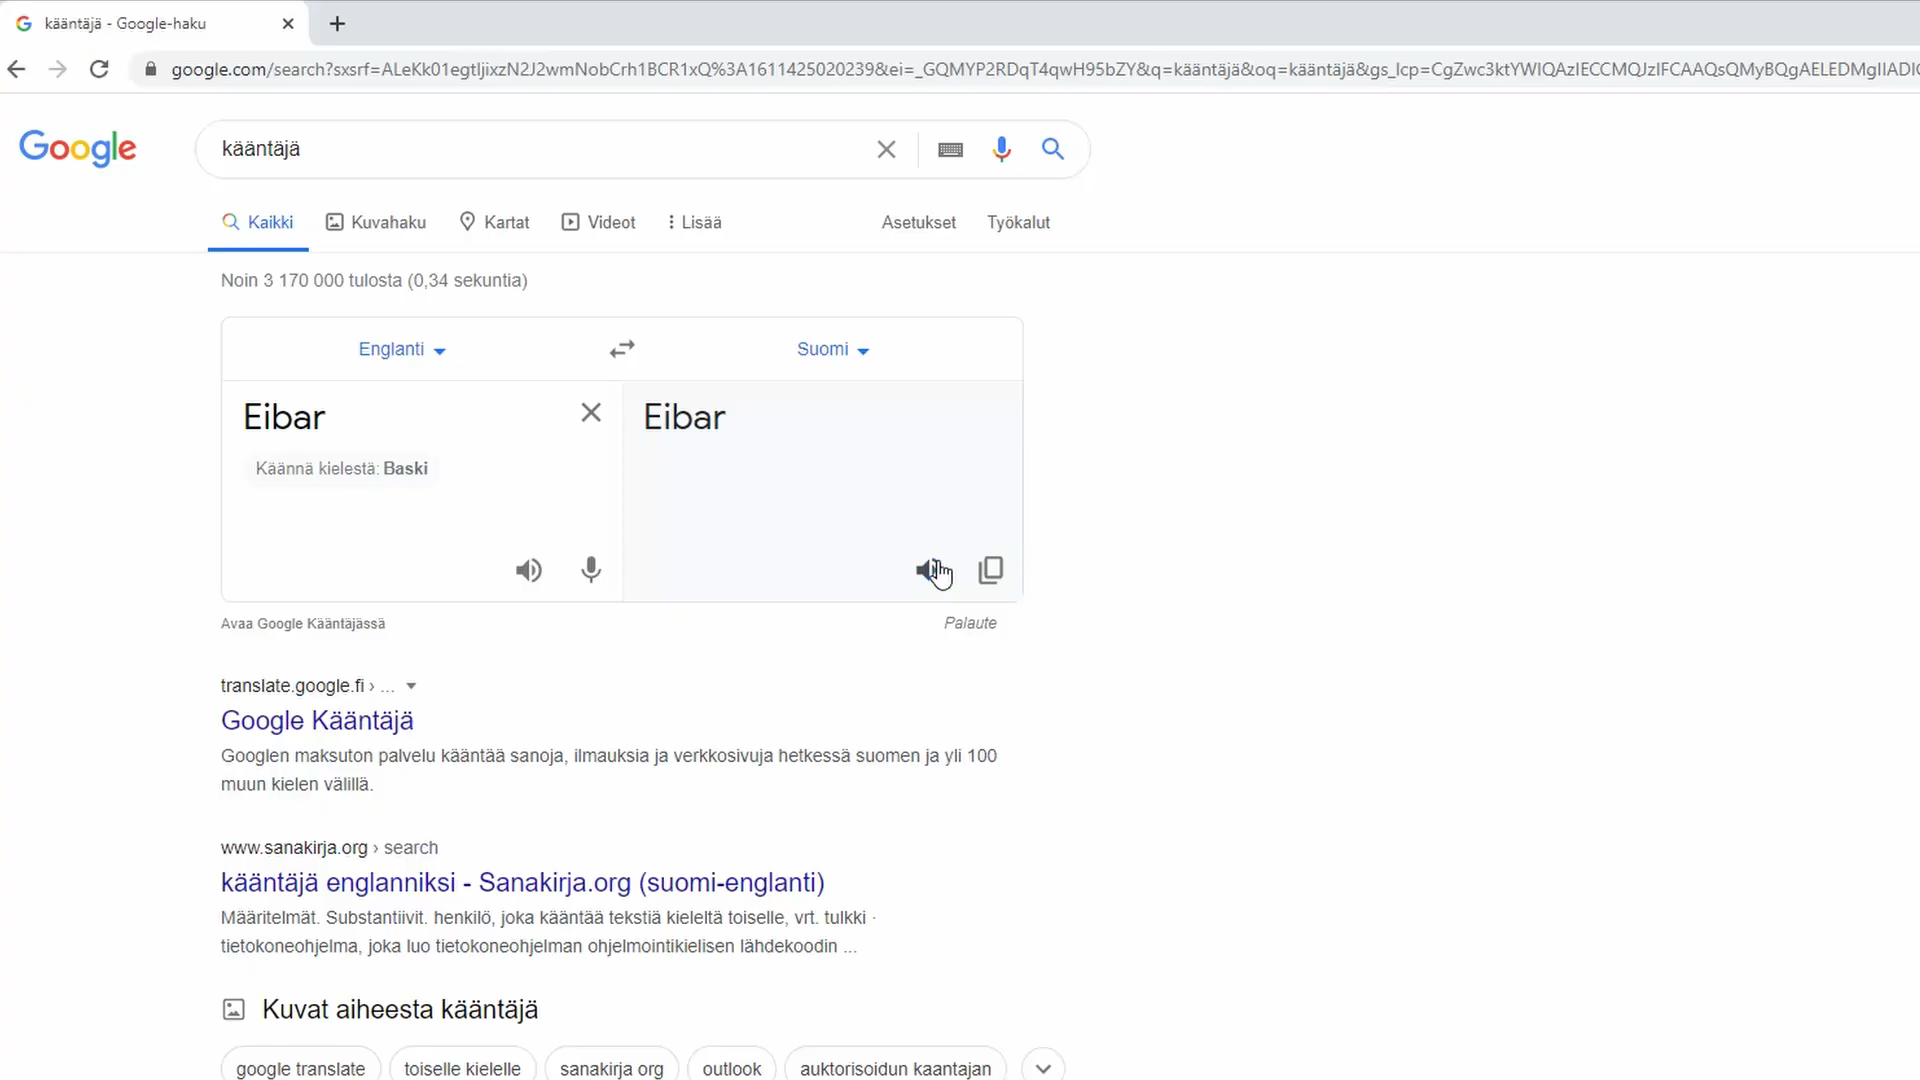 kääntäjä - Google-haku
google.com/search?sxsrf=ALeKk01egtljixzN2J2wmNobCrh1BCR1xQ%3A1611425020239&ei=_GQMYP2RDqT4qwH95bZY&q=kääntäjä&oq=kääntäjä&gs_lcp=CgZwc3ktYWIQAzIECCMQJzIFCAAQsQMyBQgAELEDMgIIADIC
Google
kääntäjä
Kaikki Kuvahaku Kartat Videot Lisää Asetukset Työkalut
Noin 3 170 000 tulosta (0,34 sekuntia)
Englanti Suomi
Eibar Eibar
Käännä kielestä: Baski
Avaa Google Kääntäjässä Palaute
translate.google.fi › ...
Google Kääntäjä
Googlen maksuton palvelu kääntää sanoja, ilmauksia ja verkkosivuja hetkessä suomen ja yli 100
muun kielen välillä.
www.sanakirja.org › search
kääntäjä englanniksi - Sanakirja.org (suomi-englanti)
Määritelmät. Substantiivit. henkilö, joka kääntää tekstiä kieleltä toiselle, vrt. tulkki ·
tietokoneohjelma, joka luo tietokoneohjelman ohjelmointikielisen lähdekoodin ...
Kuvat aiheesta kääntäjä
google translate toiselle kielelle sanakirja org outlook auktorisoidun kaantajan